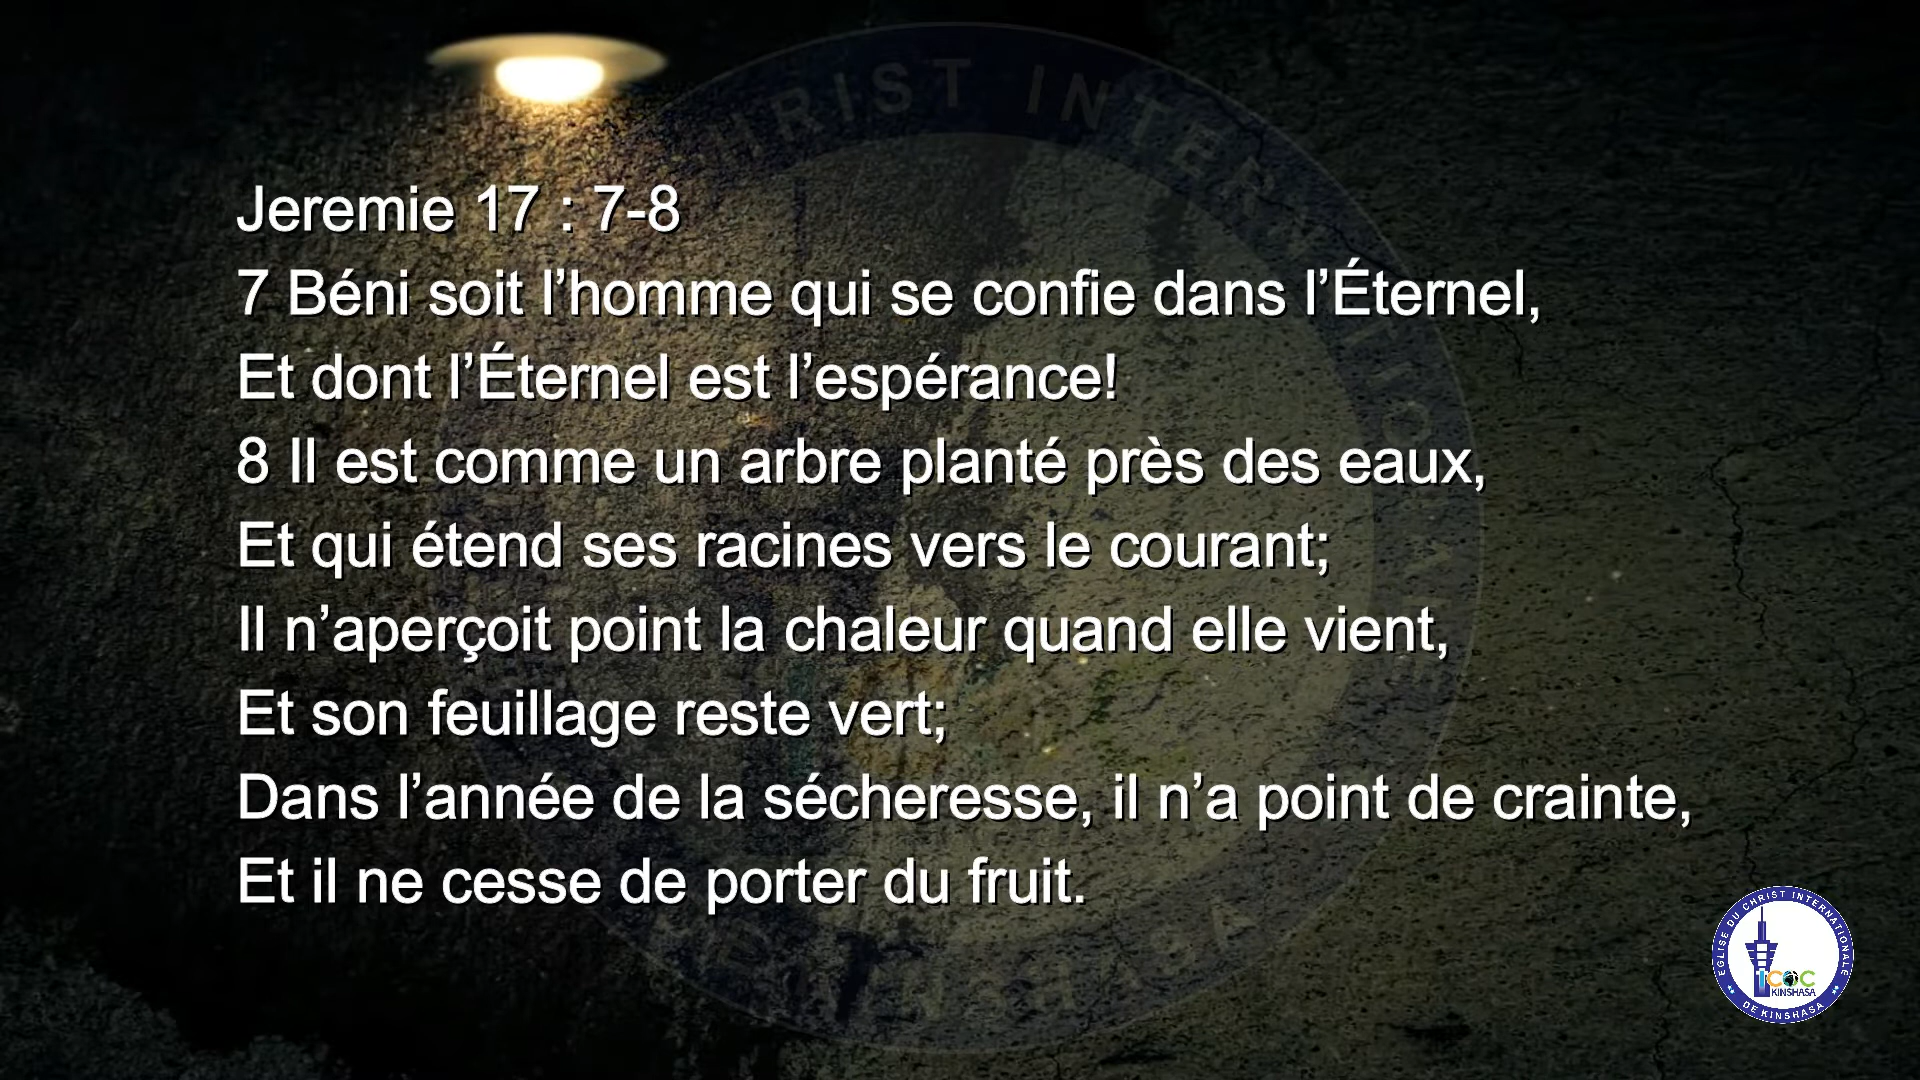 CHRIST INTERNATIONALE
Jeremie 17 : 7-8
7 Béni soit l’homme qui se confie dans l’Éternel,
Et dont l’Éternel est l’espérance!
8 Il est comme un arbre planté près des eaux,
Et qui étend ses racines vers le courant;
Il n’aperçoit point la chaleur quand elle vient,
Et son feuillage reste vert;
Dans l’année de la sécheresse, il n’a point de crainte,
Et il ne cesse de porter du fruit.
EGLISE DU CHRIST INTERNATIONALE
ICOC
KINSHASA
DE KINSHASA